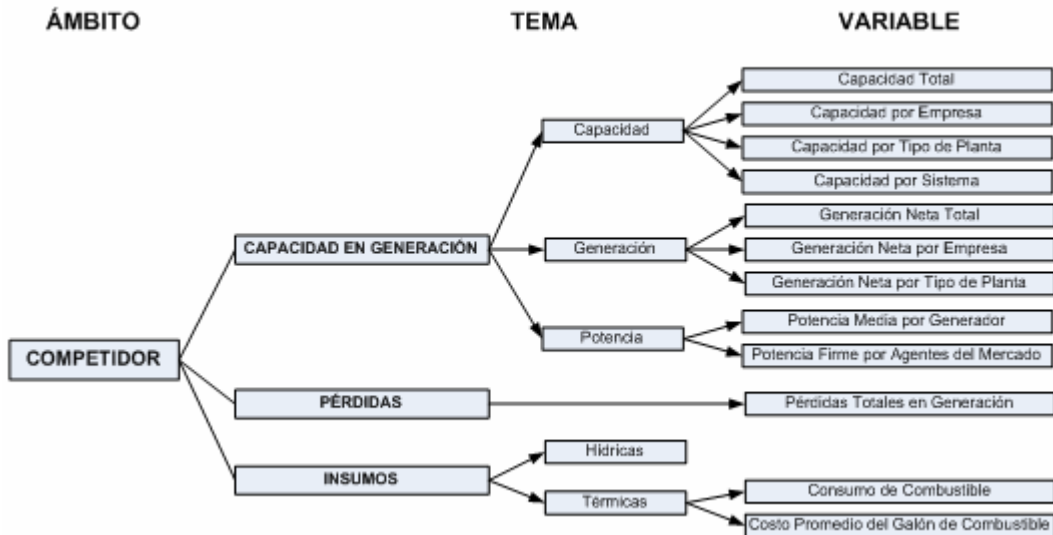 ÁMBITO
TEMA
VARIABLE
COMPETIDOR
CAPACIDAD EN GENERACIÓN
Capacidad
Capacidad Total
Capacidad por Empresa
Capacidad por Tipo de Planta
Capacidad por Sistema
Generación
Generación Neta Total
Generación Neta por Empresa
Generación Neta por Tipo de Planta
Potencia
Potencia Media por Generador
Potencia Firme por Agentes del Mercado
PÉRDIDAS
Pérdidas Totales en Generación
INSUMOS
Hídricas
Térmicas
Consumo de Combustible
Costo Promedio del Galón de Combustible